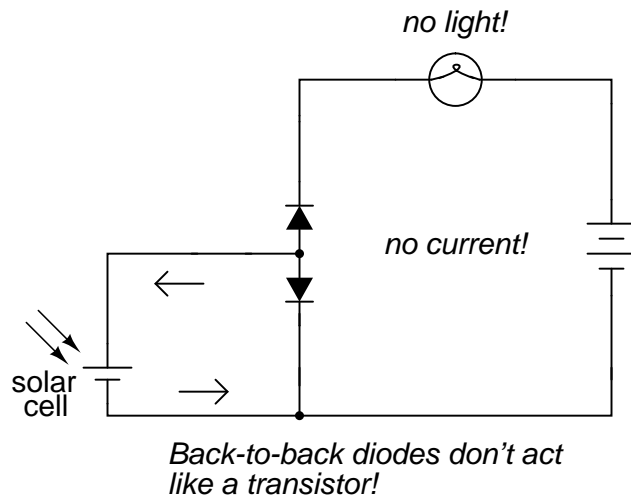 no light!
no current!
solar
cell
Back-to-back diodes don't act
like a transistor!